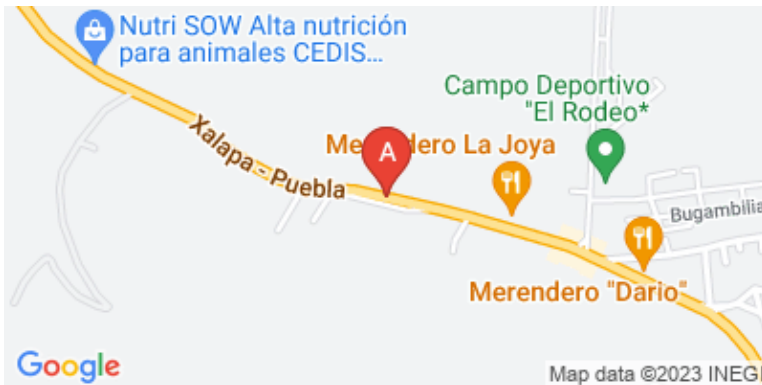 Nutri SOW Alta nutrición
para animales CEDIS...
Campo Deportivo
"El Rodeo*
Merendero La Joya
A
Xalapa - Puebla
Bugambilia
Merendero "Dario"
Google
Map data ©2023 INEGI